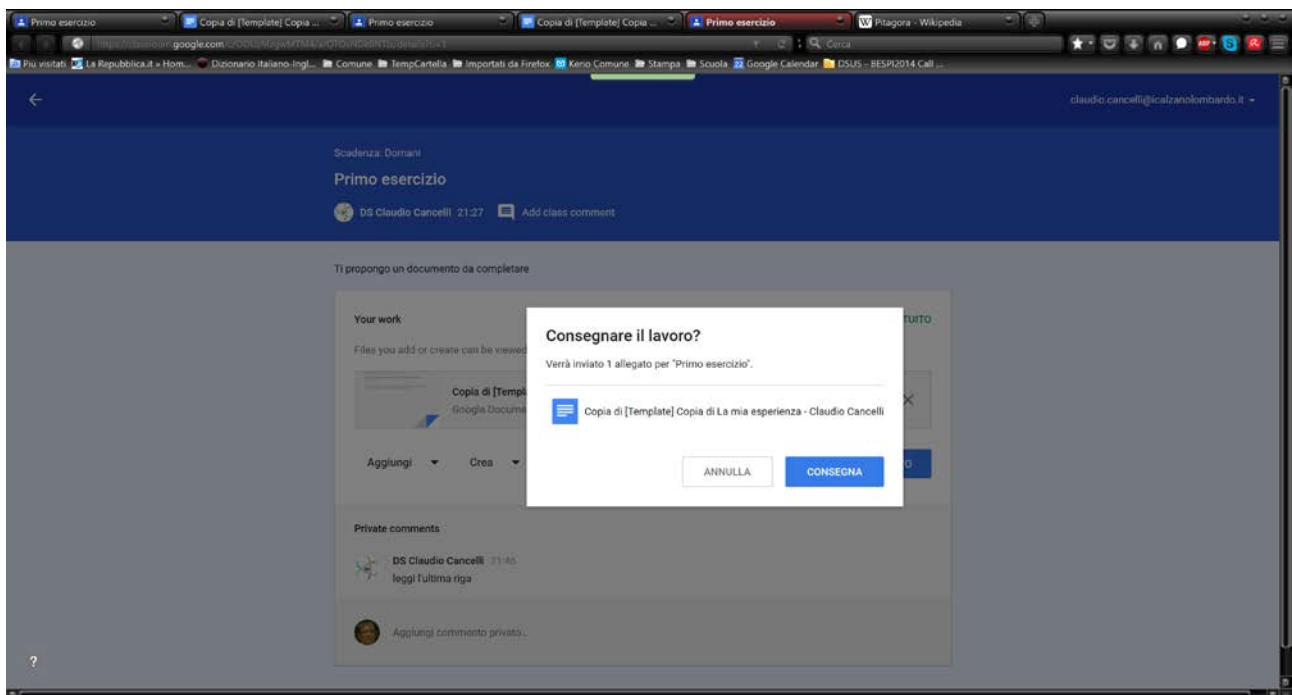 Primo esercizio
Copia di [Template] Copia ...
Primo esercizio
Copia di [Template] Copia ...
Primo esercizio
Pitagora - Wikipedia
google.com
Cerca
Più visitati
La Repubblica.it » Hom...
Dizionario Italiano-Ingl...
Comune
TempCartella
Importati da Firefox
Kerio Comune
Stampa
Scuola
Google Calendar
DSUS - BESPI2014 Call ...
claudio.cancelli@icalzanolombardo.it
Scadenza: Domani
Primo esercizio
DS Claudio Cancelli 21:27 Add class comment
Ti propongo un documento da completare
Your work
TUITO
Files you add or create can be viewed
Copia di [Templ
Google Docume
Aggiungi Crea
O
Consegnare il lavoro?
Verrà inviato 1 allegato per "Primo esercizio".
Copia di [Template] Copia di La mia esperienza - Claudio Cancelli
ANNULLA CONSEGNA
Private comments
DS Claudio Cancelli 21:46
leggi l'ultima riga
Aggiungi commento privato...
?